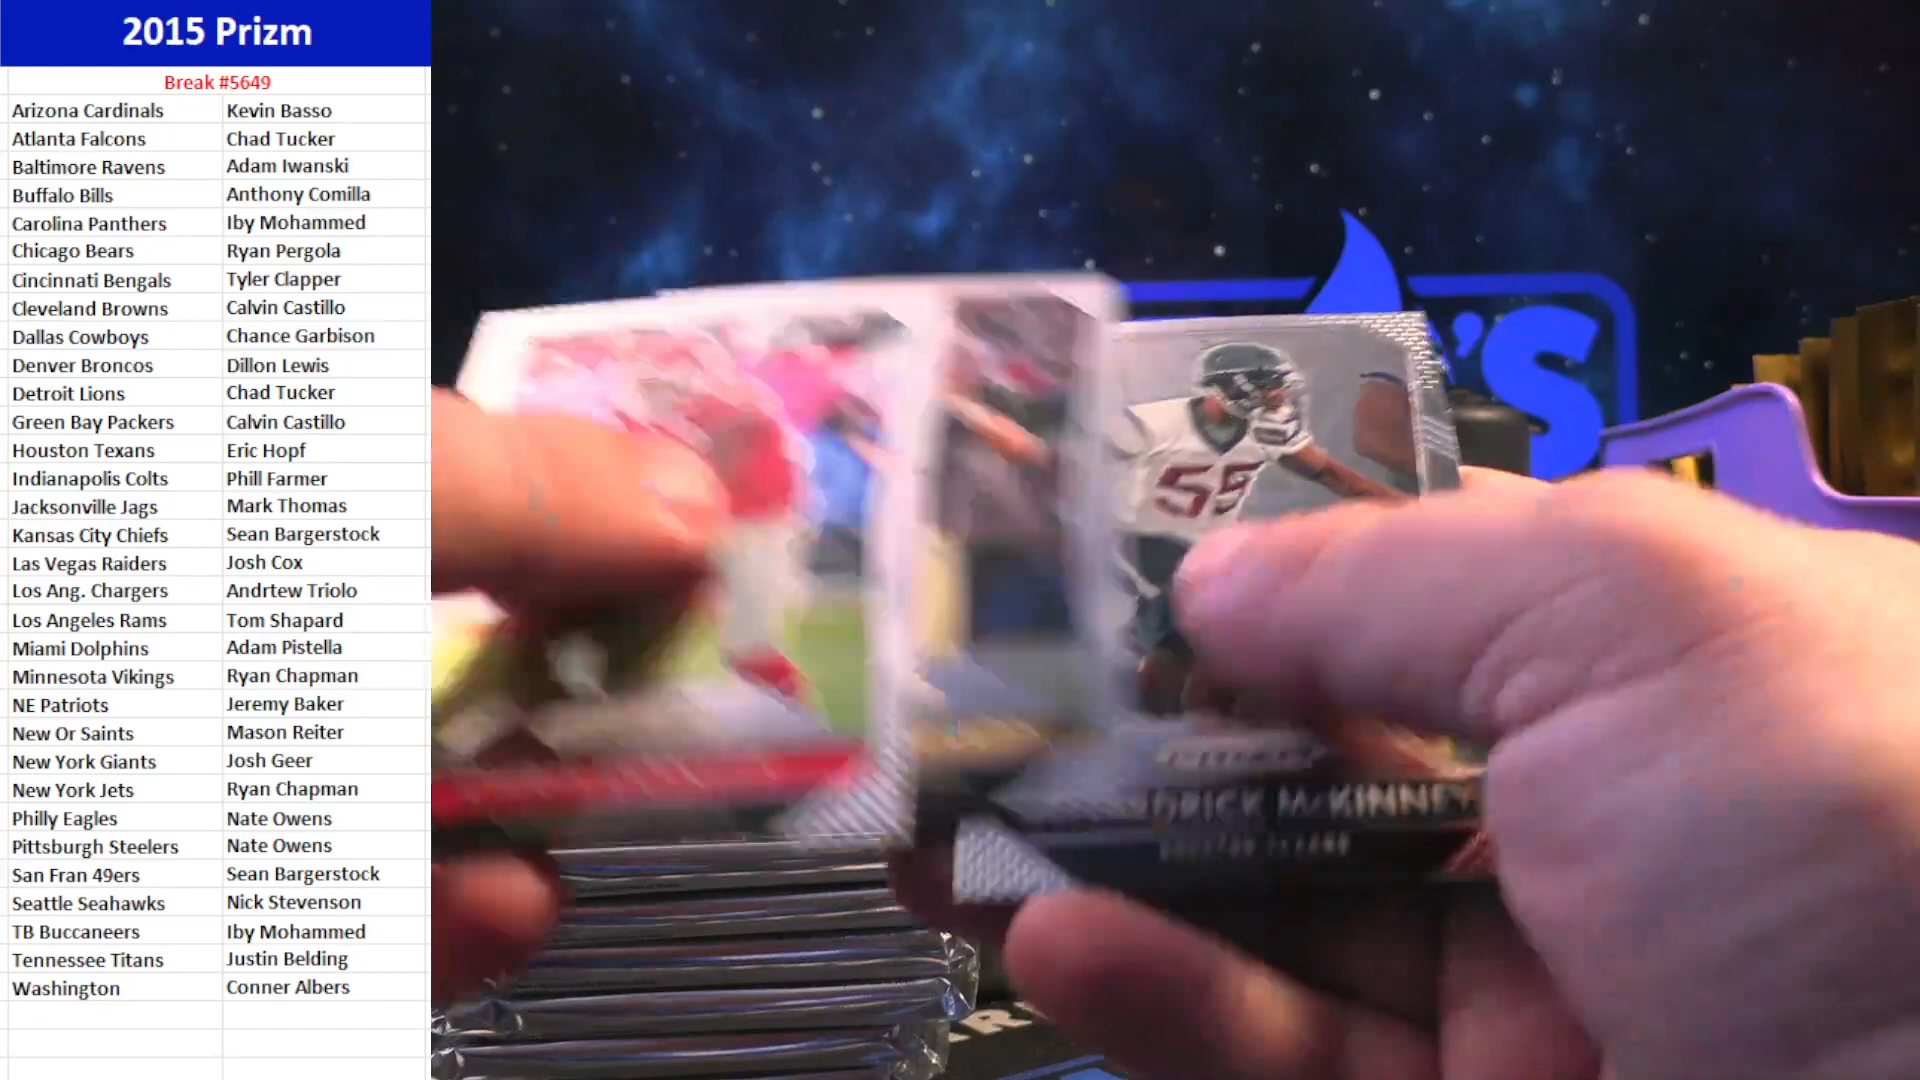 2015 Prizm
Break #5649
Arizona Cardinals Kevin Basso
Atlanta Falcons Chad Tucker
Baltimore Ravens Adam Iwanski
Buffalo Bills Anthony Comilla
Carolina Panthers Iby Mohammed
Chicago Bears Ryan Pergola
Cincinnati Bengals Tyler Clapper
Cleveland Browns Calvin Castillo
Dallas Cowboys Chance Garbison
Denver Broncos Dillon Lewis
Detroit Lions Chad Tucker
Green Bay Packers Calvin Castillo
Houston Texans Eric Hopf
Indianapolis Colts Phill Farmer
Jacksonville Jags Mark Thomas
Kansas City Chiefs Sean Bargerstock
Las Vegas Raiders Josh Cox
Los Ang. Chargers Andrtew Triolo
Los Angeles Rams Tom Shapard
Miami Dolphins Adam Pistella
Minnesota Vikings Ryan Chapman
NE Patriots Jeremy Baker
New Or Saints Mason Reiter
New York Giants Josh Geer
New York Jets Ryan Chapman
Philly Eagles Nate Owens
Pittsburgh Steelers Nate Owens
San Fran 49ers Sean Bargerstock
Seattle Seahawks Nick Stevenson
TB Buccaneers Iby Mohammed
Tennessee Titans Justin Belding
Washington Conner Albers
'S
55
McKINNEY